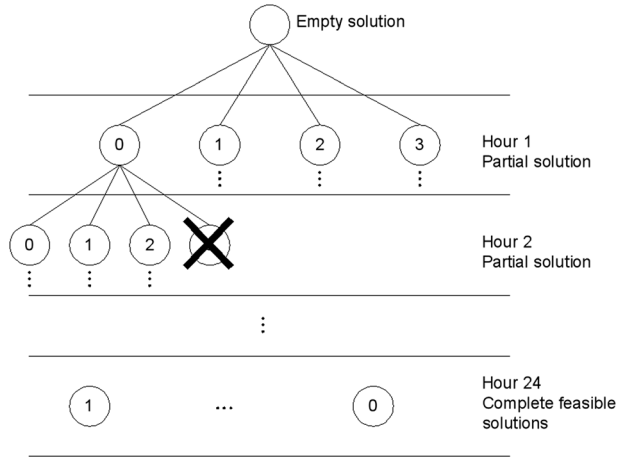 Empty solution
0 1 2 3
Hour 1
Partial solution
0 1 2
Hour 2
Partial solution
Hour 24
Complete feasible
solutions
1 ... 0